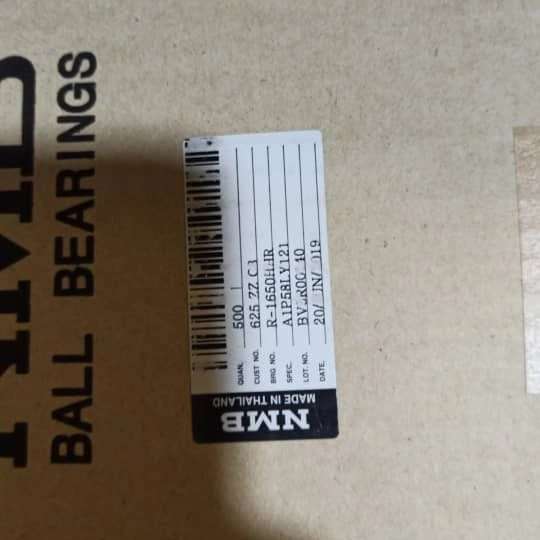 NMB
BALL BEARINGS
NMB
MADE IN THAILAND
QUAN. 500
CUST NO. 625 ZZ
BRG NO.
SPEC. A1P58LY121
LOT. NO.
DATE.